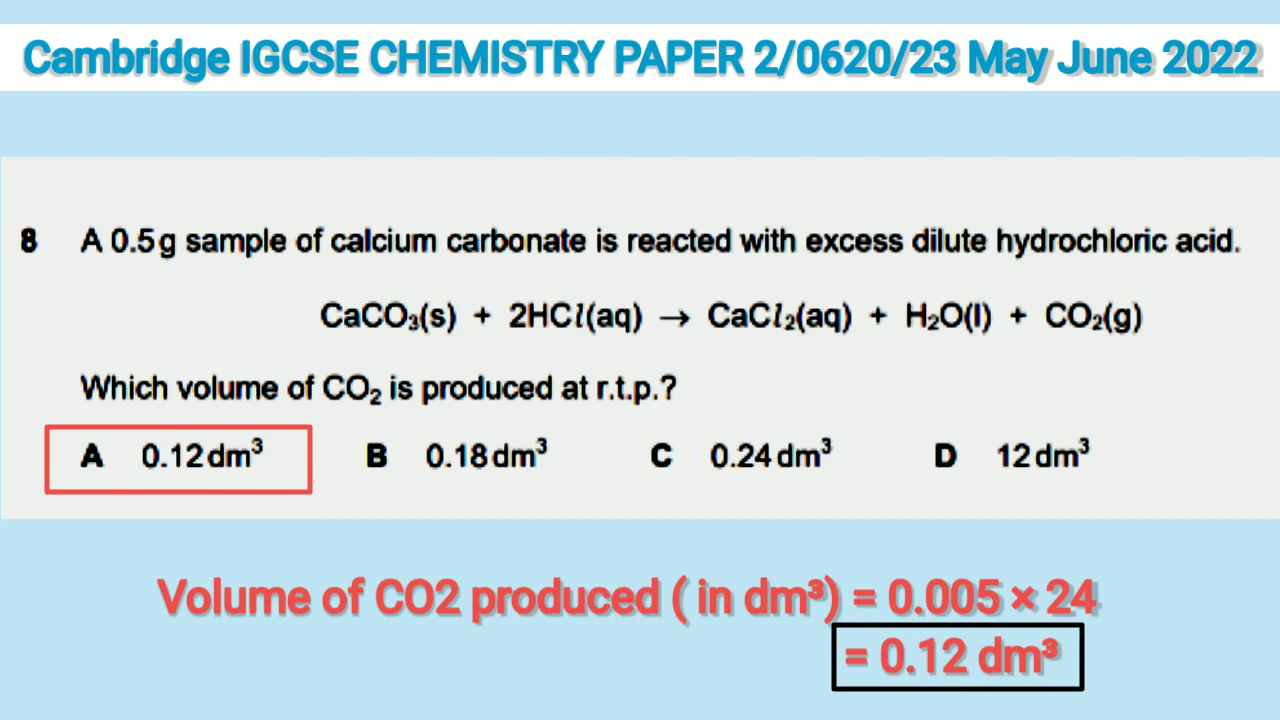 Cambridge IGCSE CHEMISTRY PAPER 2/0620/23 May June 2022
8 A 0.5 g sample of calcium carbonate is reacted with excess dilute hydrochloric acid.
CaCO₃(s) + 2HCl(aq) → CaCl₂(aq) + H₂O(l) + CO₂(g)
Which volume of CO₂ is produced at r.t.p.?
A 0.12 dm³ B 0.18 dm³ C 0.24 dm³ D 12 dm³
Volume of CO2 produced ( in dm³) = 0.005 × 24
= 0.12 dm³